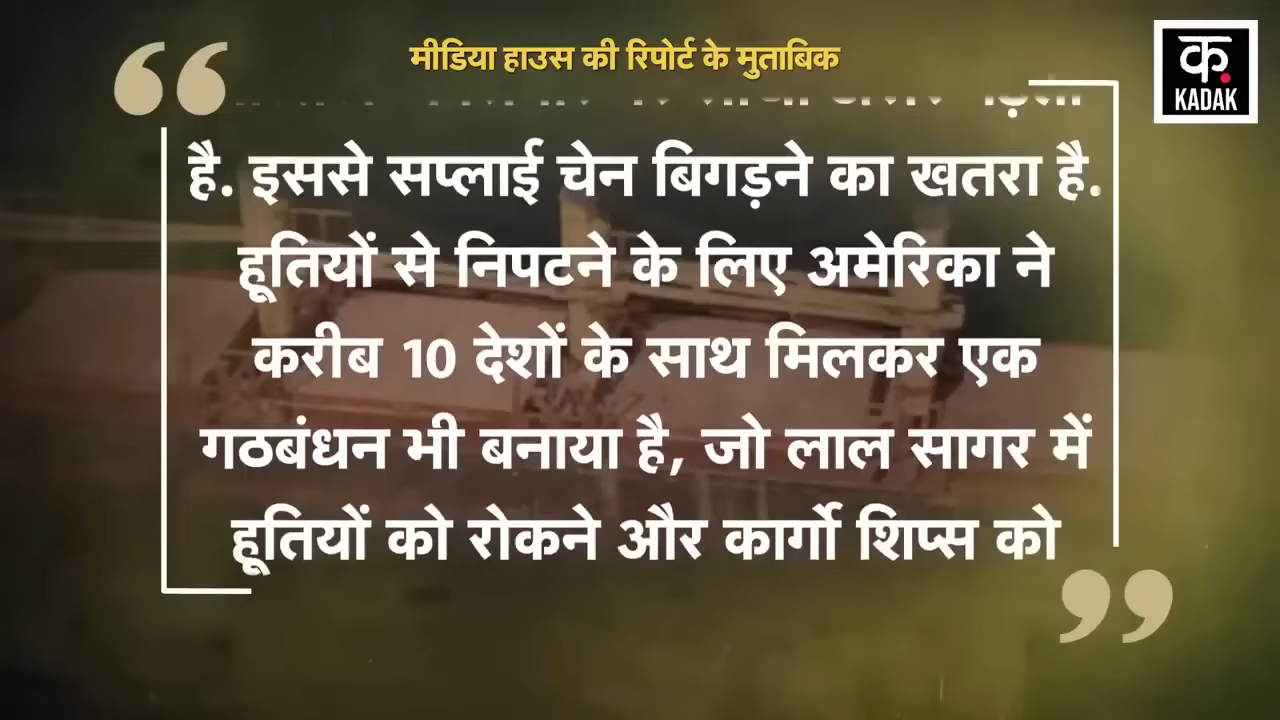 मीडिया हाउस की रिपोर्ट के मुताबिक
क
KADAK
है. इससे सप्लाई चेन बिगड़ने का खतरा है.
हूतियों से निपटने के लिए अमेरिका ने
करीब 10 देशों के साथ मिलकर एक
गठबंधन भी बनाया है, जो लाल सागर में
हूतियों को रोकने और कार्गो शिप्स को